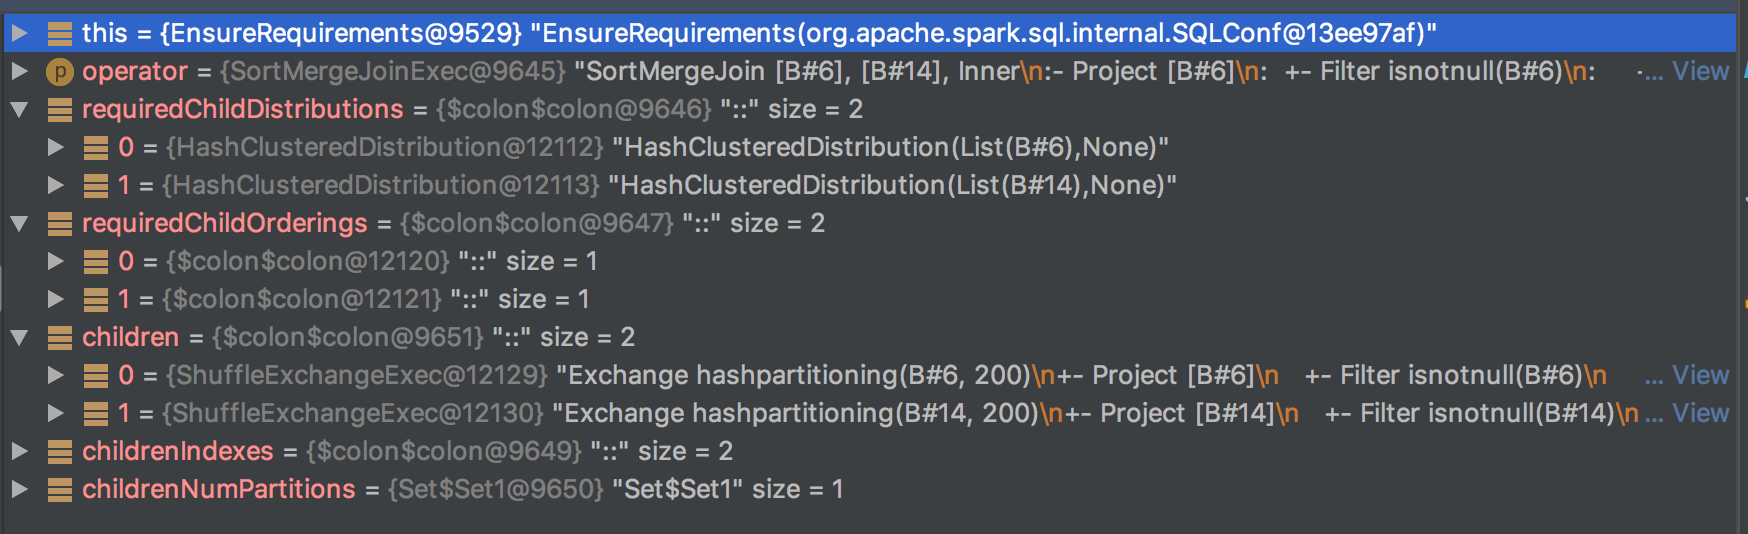 this = {EnsureRequirements@9529} "EnsureRequirements(org.apache.spark.sql.internal.SQLConf@13ee97af)"
p operator = {SortMergeJoinExec@9645} "SortMergeJoin [B#6], [B#14], Inner\n:- Project [B#6]\n:  +- Filter isnotnull(B#6)\n:     -... View
requiredChildDistributions = {$colon$colon@9646} "::" size = 2
0 = {HashClusteredDistribution@12112} "HashClusteredDistribution(List(B#6),None)"
1 = {HashClusteredDistribution@12113} "HashClusteredDistribution(List(B#14),None)"
requiredChildOrderings = {$colon$colon@9647} "::" size = 2
0 = {$colon$colon@12120} "::" size = 1
1 = {$colon$colon@12121} "::" size = 1
children = {$colon$colon@9651} "::" size = 2
0 = {ShuffleExchangeExec@12129} "Exchange hashpartitioning(B#6, 200)\n+- Project [B#6]\n   +- Filter isnotnull(B#6)\n     ... View
1 = {ShuffleExchangeExec@12130} "Exchange hashpartitioning(B#14, 200)\n+- Project [B#14]\n   +- Filter isnotnull(B#14)\n ... View
childrenIndexes = {$colon$colon@9649} "::" size = 2
childrenNumPartitions = {Set$Set1@9650} "Set$Set1" size = 1